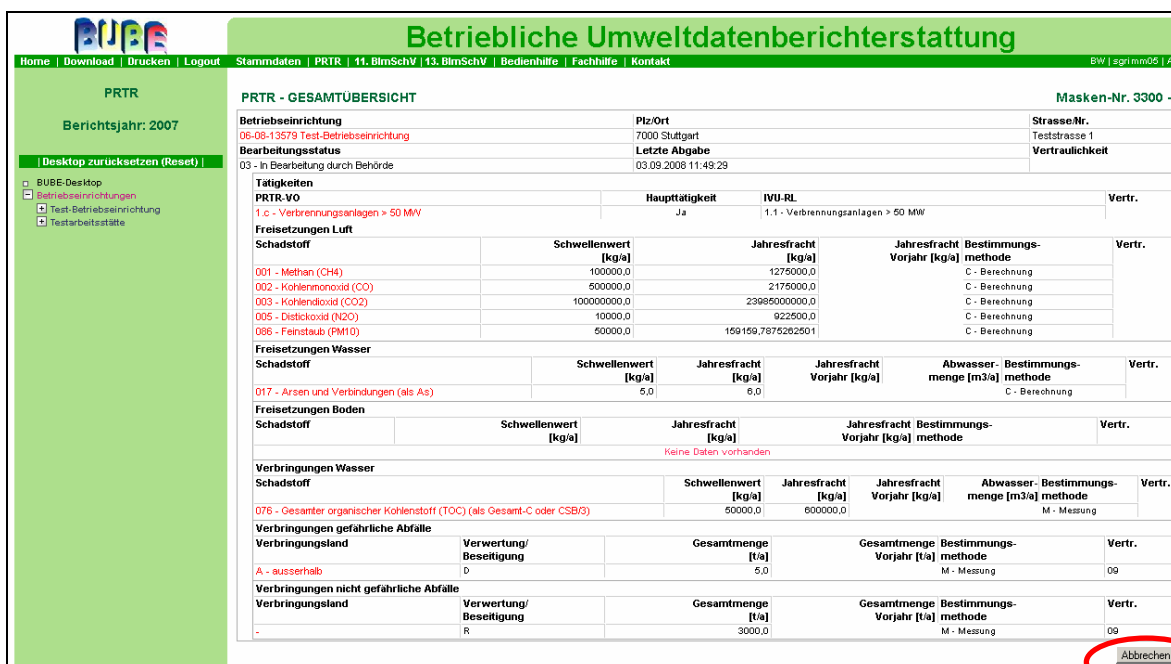 BUBE
Betriebliche Umweltdatenberichterstattung
Home | Download | Drucken | Logout
Stammdaten | PRTR | 11. BImSchV | 13. BImSchV | Bedienhilfe | Fachhilfe | Kontakt
BW | sgrimm05 | A
PRTR
Berichtsjahr: 2007
| Desktop zurücksetzen (Reset) |
BUBE-Desktop
Betriebseinrichtungen
Test-Betriebseinrichtung
Testarbeitsstätte
PRTR - GESAMTÜBERSICHT Masken-Nr. 3300 -
Betriebseinrichtung Plz/Ort Strasse/Nr.
06-08-13579 Test-Betriebseinrichtung 7000 Stuttgart Teststrasse 1
Bearbeitungsstatus Letzte Abgabe Vertraulichkeit
03 - In Bearbeitung durch Behörde 03.09.2008 11:49:29
Tätigkeiten
PRTR-VO Haupttätigkeit IVU-RL Vertr.
1.c - Verbrennungsanlagen > 50 MW Ja 1.1 - Verbrennungsanlagen > 50 MW
Freisetzungen Luft
Schadstoff Schwellenwert Jahresfracht Jahresfracht Bestimmungs- Vertr.
[kg/a] [kg/a] Vorjahr [kg/a] methode
001 - Methan (CH4) 100000,0 1275000,0 C - Berechnung
002 - Kohlenmonoxid (CO) 500000,0 2175000,0 C - Berechnung
003 - Kohlendioxid (CO2) 100000000,0 23985000000,0 C - Berechnung
005 - Distickoxid (N2O) 10000,0 922500,0 C - Berechnung
086 - Feinstaub (PM10) 50000,0 159159,7875262501 C - Berechnung
Freisetzungen Wasser
Schadstoff Schwellenwert Jahresfracht Jahresfracht Abwasser- Bestimmungs- Vertr.
[kg/a] [kg/a] Vorjahr [kg/a] menge [m3/a] methode
017 - Arsen und Verbindungen (als As) 5,0 6,0 C - Berechnung
Freisetzungen Boden
Schadstoff Schwellenwert Jahresfracht Jahresfracht Bestimmungs- Vertr.
[kg/a] [kg/a] Vorjahr [kg/a] methode
Keine Daten vorhanden
Verbringungen Wasser
Schadstoff Schwellenwert Jahresfracht Jahresfracht Abwasser- Bestimmungs- Vertr.
[kg/a] [kg/a] Vorjahr [kg/a] menge [m3/a] methode
076 - Gesamter organischer Kohlenstoff (TOC) (als Gesamt-C oder CSB/3) 50000,0 600000,0 M - Messung
Verbringungen gefährliche Abfälle
Verbringungsland Verwertung/ Gesamtmenge Gesamtmenge Bestimmungs- Vertr.
Beseitigung [t/a] Vorjahr [t/a] methode
A - ausserhalb D 5,0 M - Messung 09
Verbringungen nicht gefährliche Abfälle
Verbringungsland Verwertung/ Gesamtmenge Gesamtmenge Bestimmungs- Vertr.
Beseitigung [t/a] Vorjahr [t/a] methode
- R 3000,0 M - Messung 09
Abbrechen